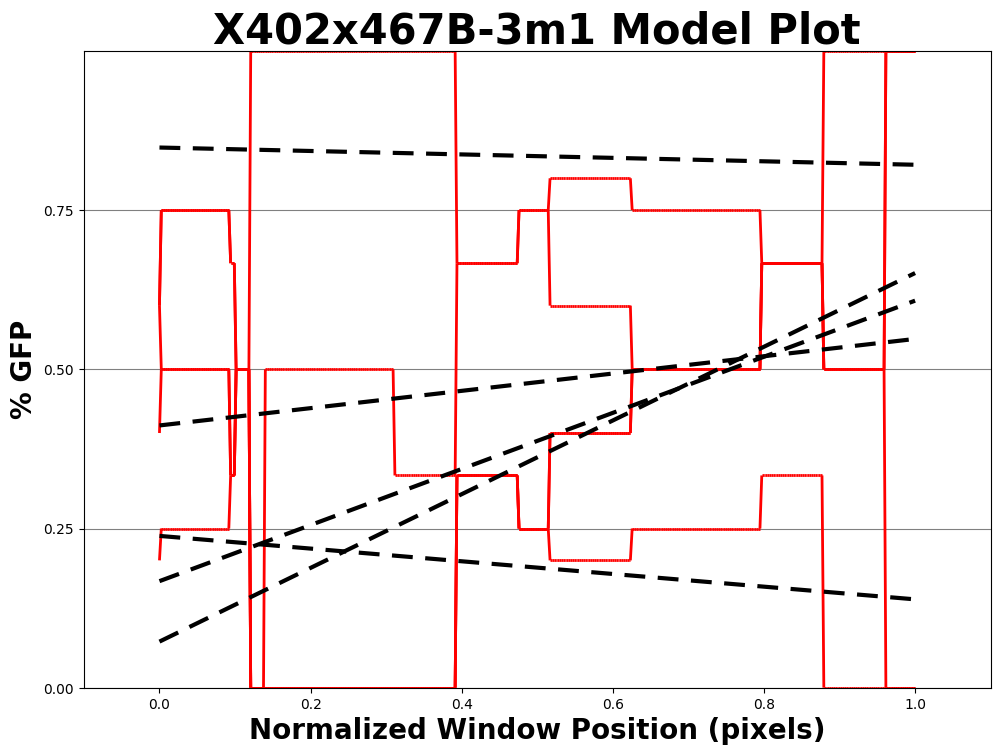 X402x467B-3m1 Model Plot
% GFP
0.75
0.50
0.25
0.00
0.0 0.2 0.4 0.6 0.8 1.0
Normalized Window Position (pixels)